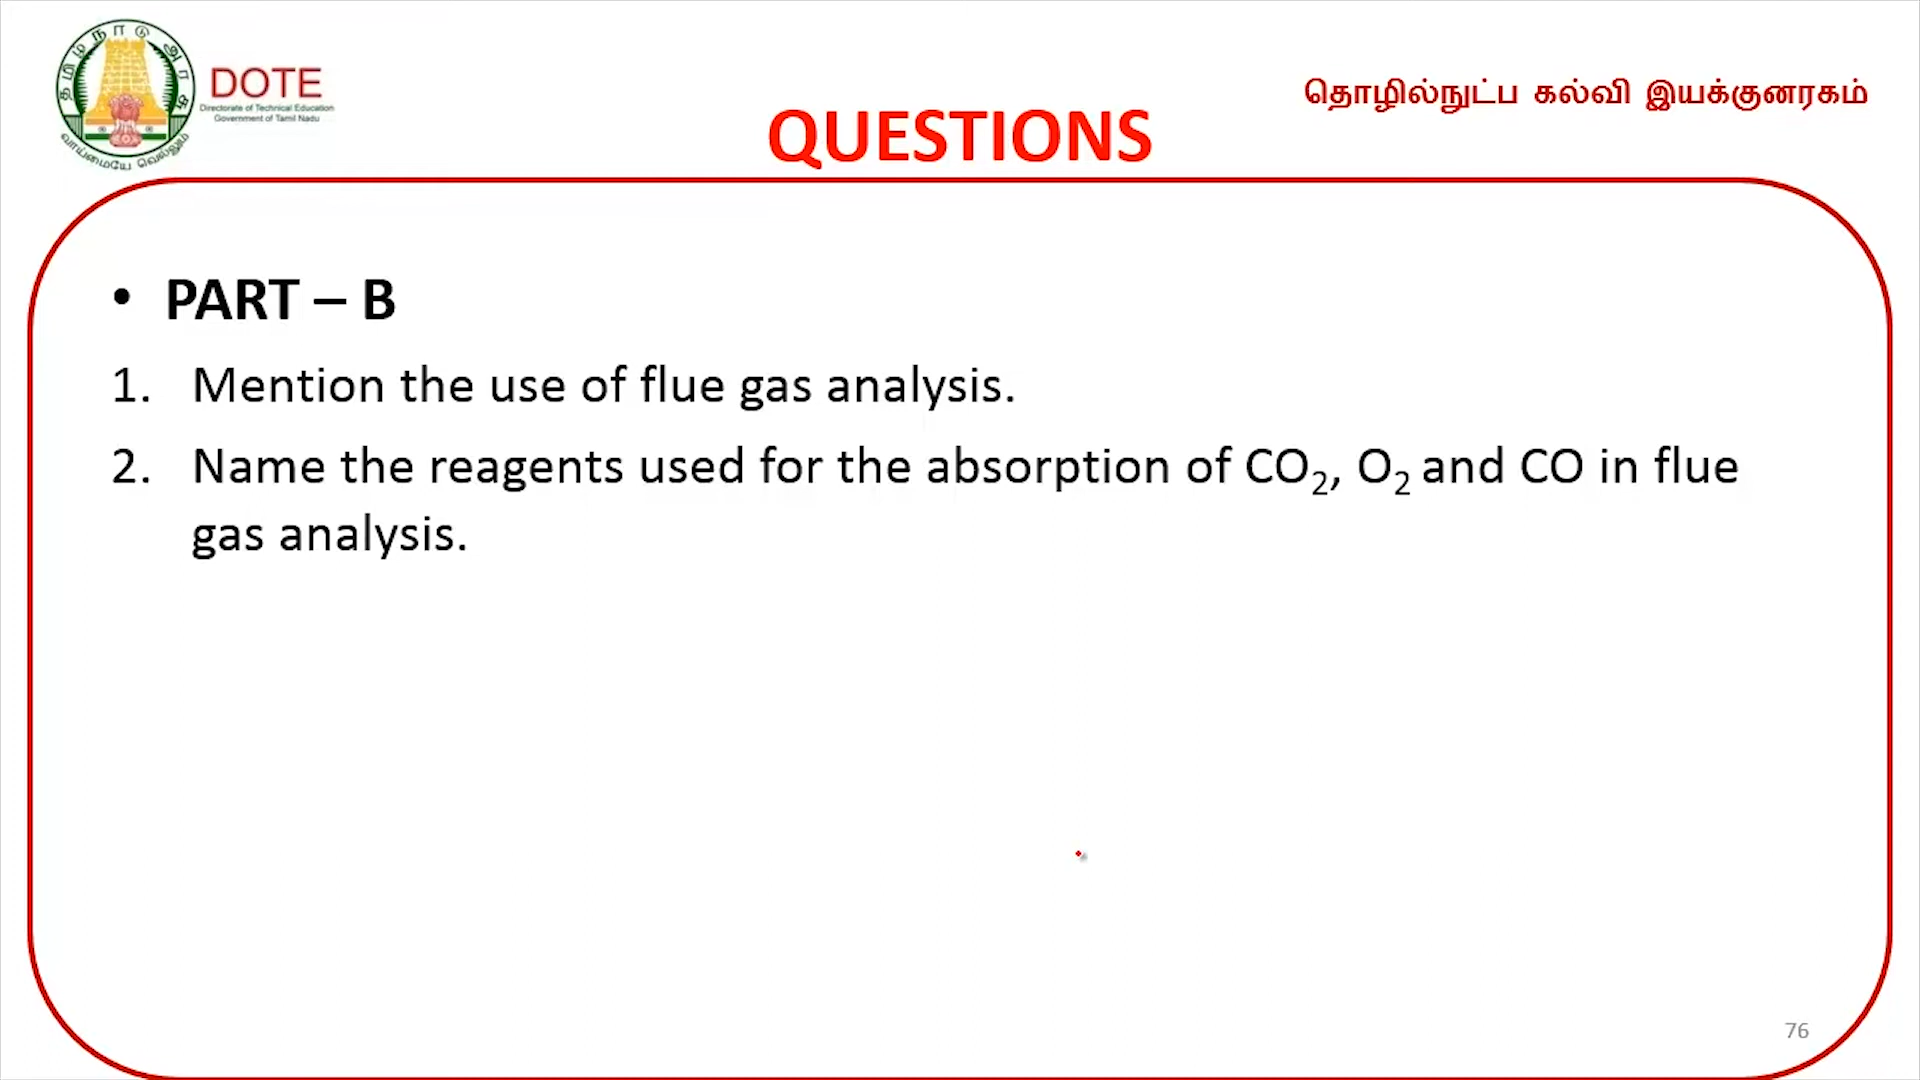 தமிழ்நாடு அரசு
வாய்மையே வெல்லும்
DOTE
Directorate of Technical Education
Government of Tamil Nadu
தொழில்நுட்ப கல்வி இயக்குனரகம்
QUESTIONS
• PART – B
1. Mention the use of flue gas analysis.
2. Name the reagents used for the absorption of CO₂, O₂ and CO in flue
gas analysis.
76